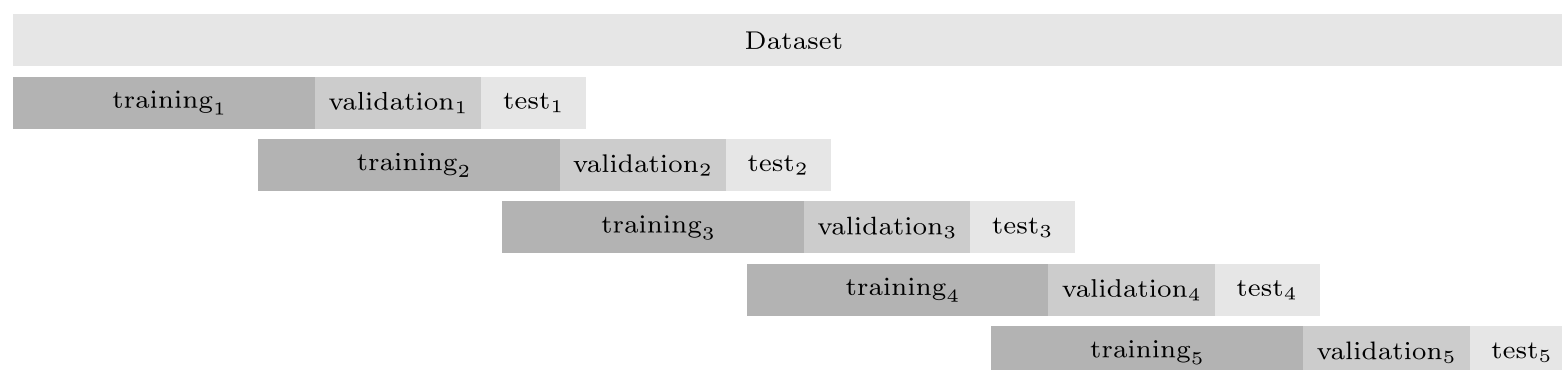 Dataset
training₁ validation₁ test₁
training₂ validation₂ test₂
training₃ validation₃ test₃
training₄ validation₄ test₄
training₅ validation₅ test₅